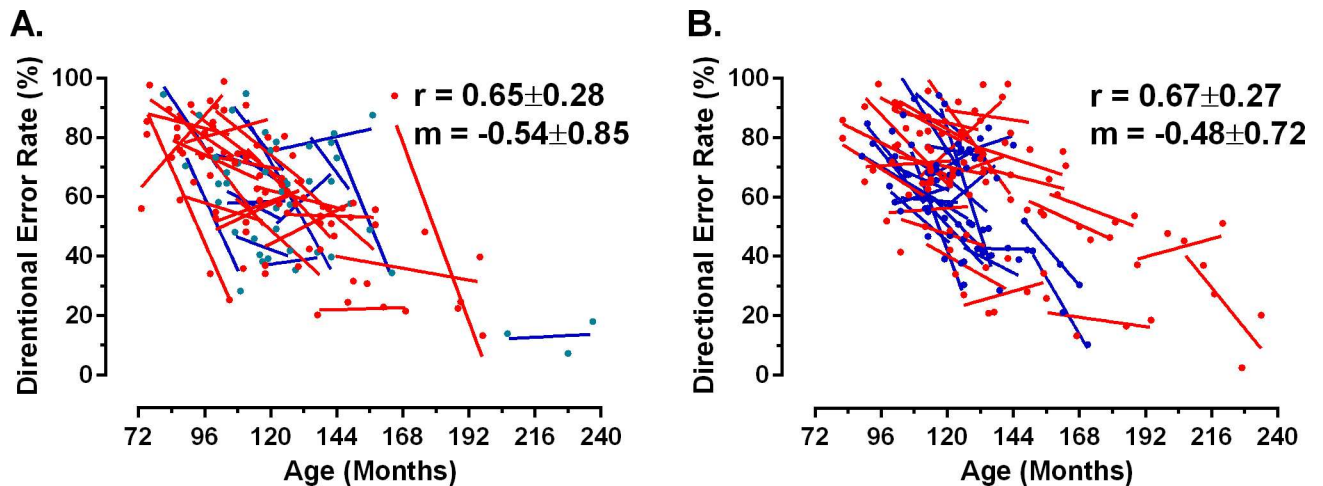 A.
Direntional Error Rate (%)
100
80
60
40
20
0
r = 0.65±0.28
m = -0.54±0.85
72 96 120 144 168 192 216 240
Age (Months)
B.
Directional Error Rate (%)
100
80
60
40
20
0
r = 0.67±0.27
m = -0.48±0.72
72 96 120 144 168 192 216 240
Age (Months)